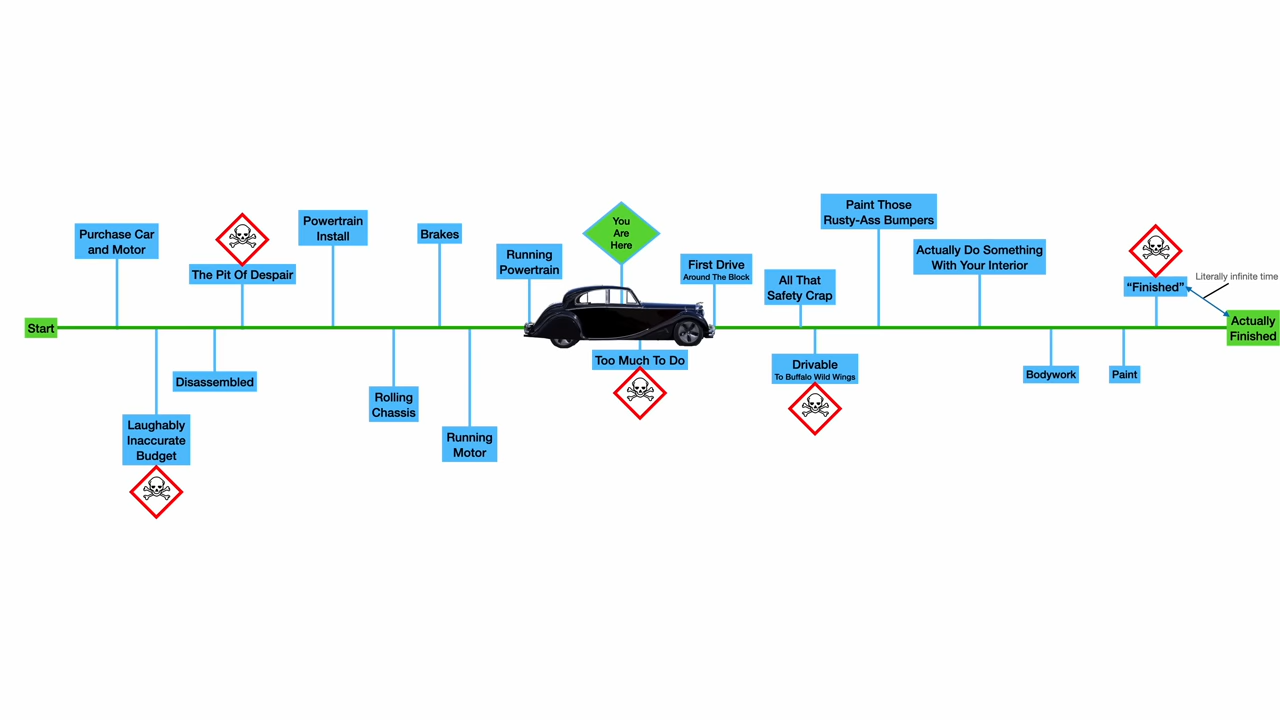 Start
Purchase Car
and Motor
Laughably
Inaccurate
Budget
Disassembled
The Pit Of Despair
Powertrain
Install
Rolling
Chassis
Brakes
Running
Motor
Running
Powertrain
You
Are
Here
Too Much To Do
First Drive
Around The Block
All That
Safety Crap
Drivable
To Buffalo Wild Wings
Paint Those
Rusty-Ass Bumpers
Actually Do Something
With Your Interior
Bodywork
Paint
“Finished”
Literally infinite time
Actually
Finished